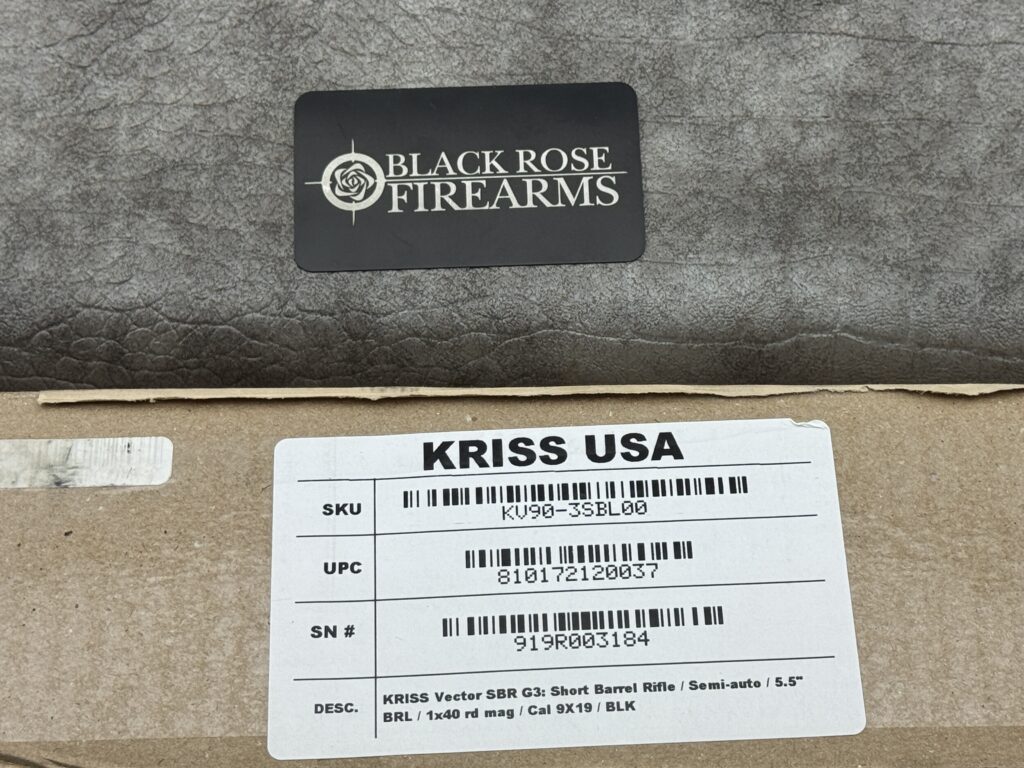 BLACK ROSE
FIREARMS
KRISS USA
SKU
KV90-3SBL00
UPC
810172120037
SN #
919R003184
DESC.
KRISS Vector SBR G3: Short Barrel Rifle / Semi-auto / 5.5"
BRL / 1x40 rd mag / Cal 9X19 / BLK